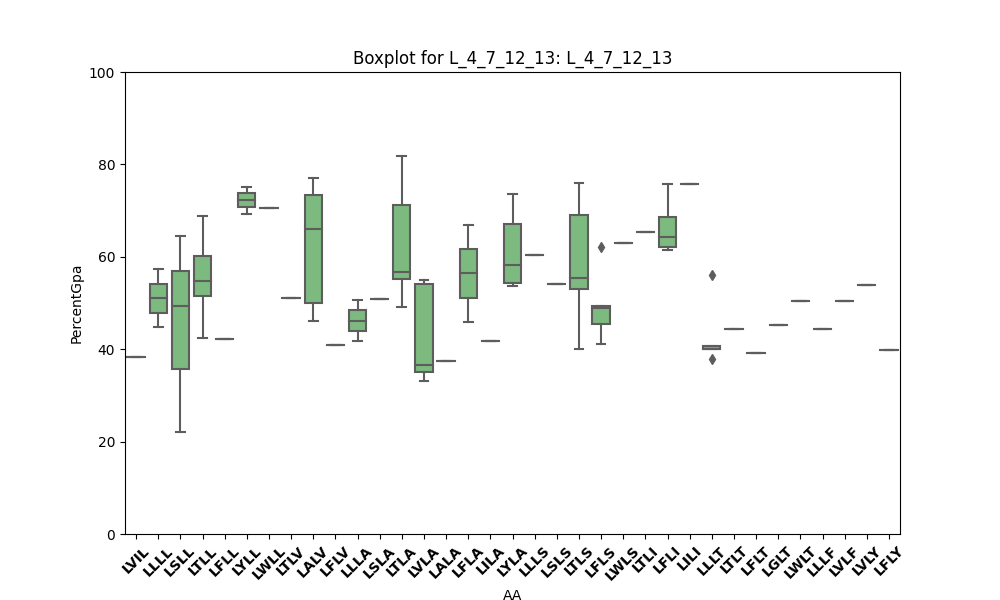 Boxplot for L_4_7_12_13: L_4_7_12_13
100
80
60
40
20
0
PercentGpa
LVIL LLLL LSLL LTLL LFLL LYLL LWLL LTLV LALV LFLV LLLA LSLA LTLA LVLA LALA LFLA LILA LYLA LLLS LSLS LTLS LFLS LWLS LTLI LFLI LILI LLLT LTLT LFLT LGLT LWLT LLLF LVLF LVLY LFLY
AA